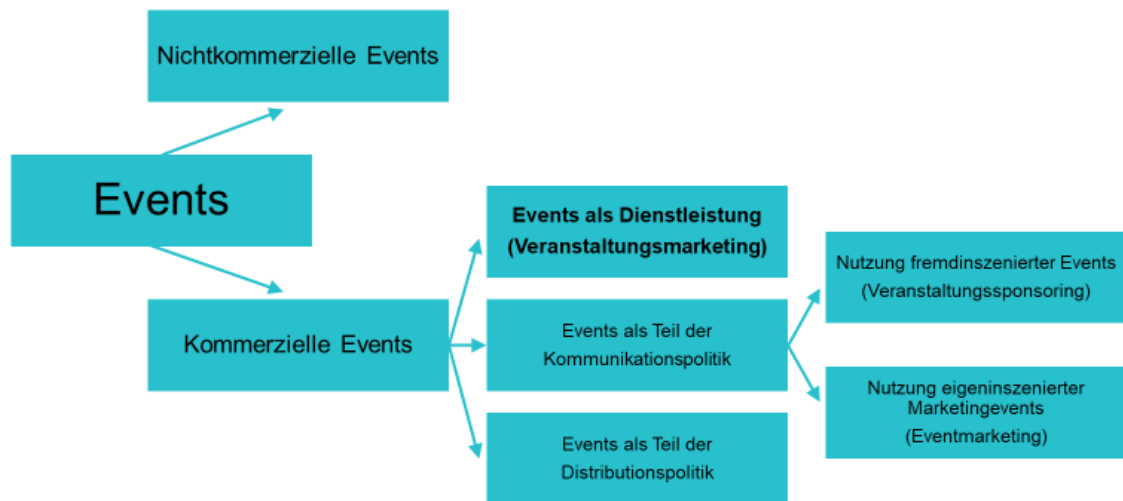 Nichtkommerzielle Events
Events
Kommerzielle Events
Events als Dienstleistung
(Veranstaltungsmarketing)
Events als Teil der
Kommunikationspolitik
Events als Teil der
Distributionspolitik
Nutzung fremdinszenierter Events
(Veranstaltungssponsoring)
Nutzung eigeninszenierter
Marketingevents
(Eventmarketing)